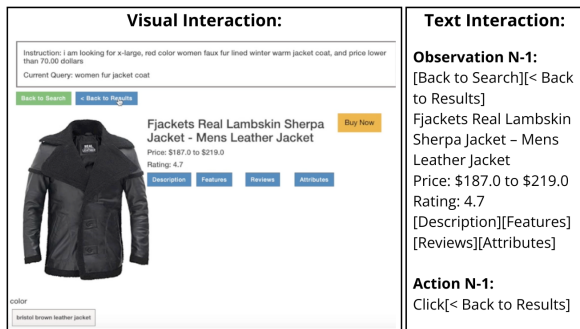 Visual Interaction:
Instruction: i am looking for x-large, red color women faux fur lined winter warm jacket coat, and price lower
than 70.00 dollars
Current Query: women fur jacket coat
Back to Search
< Back to Results
Fjackets Real Lambskin Sherpa
Jacket - Mens Leather Jacket
Buy Now
Price: $187.0 to $219.0
Rating: 4.7
Description Features Reviews Attributes
color
bristol brown leather jacket
Text Interaction:
Observation N-1:
[Back to Search][< Back
to Results]
Fjackets Real Lambskin
Sherpa Jacket – Mens
Leather Jacket
Price: $187.0 to $219.0
Rating: 4.7
[Description][Features]
[Reviews][Attributes]
Action N-1:
Click[< Back to Results]